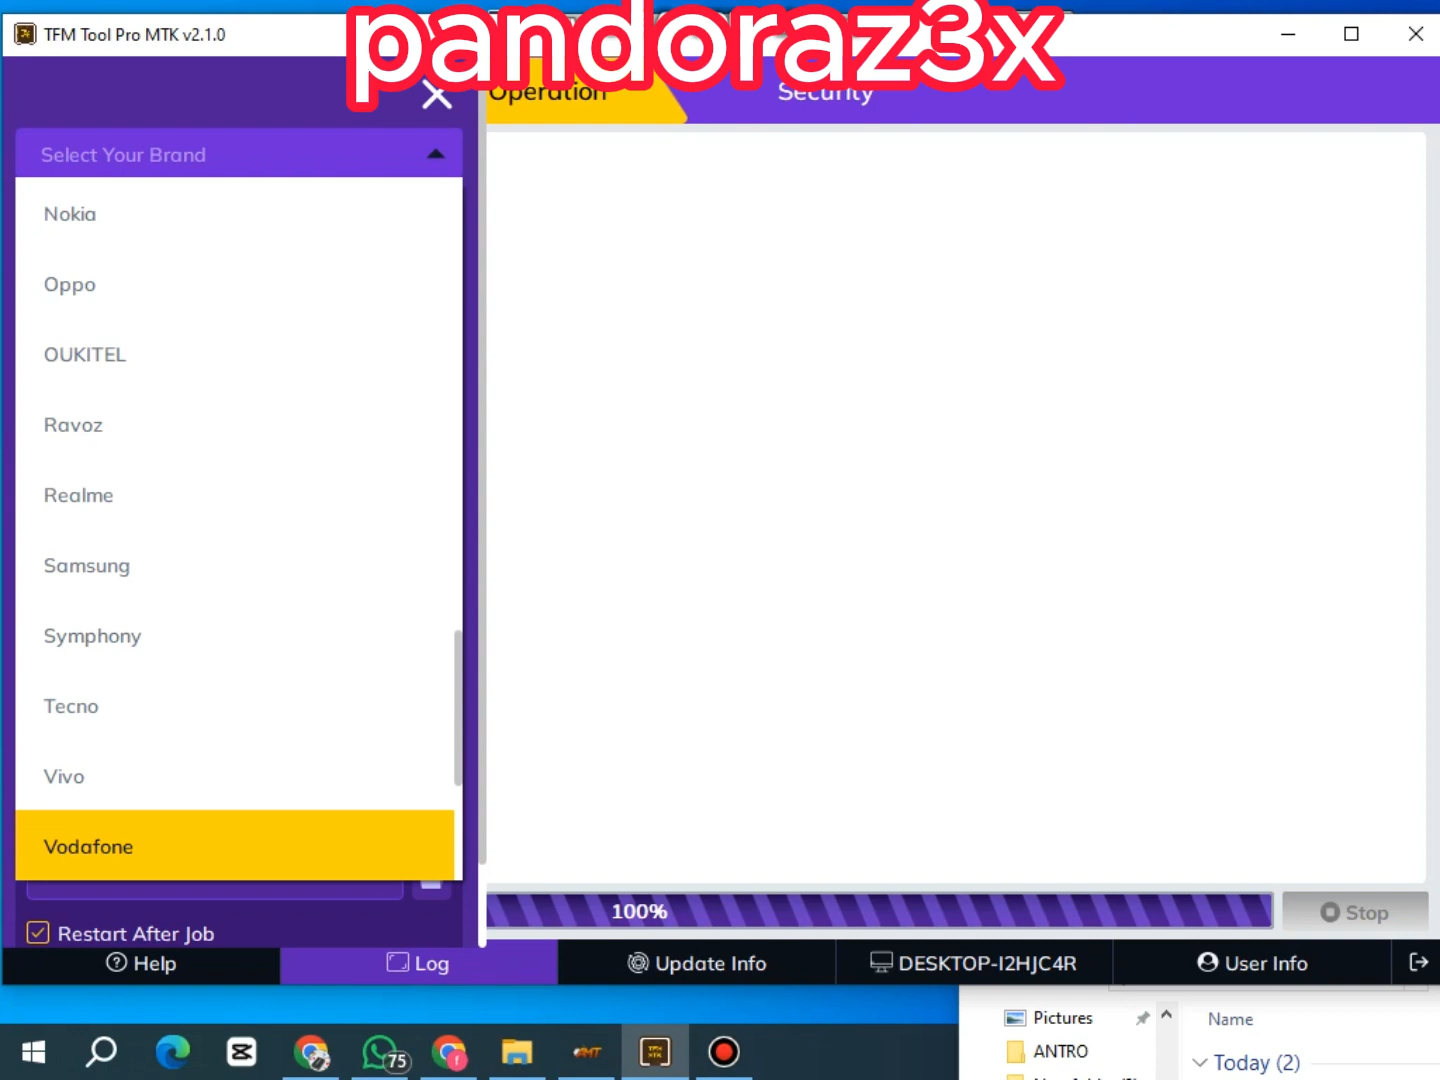 pandoraz3x
TFM Tool Pro MTK v2.1.0
Operation
Security
Select Your Brand
Nokia
Oppo
OUKITEL
Ravoz
Realme
Samsung
Symphony
Tecno
Vivo
Vodafone
100%
Stop
Restart After Job
Help
Log
Update Info
DESKTOP-I2HJC4R
User Info
Pictures
Name
ANTRO
Today (2)
75